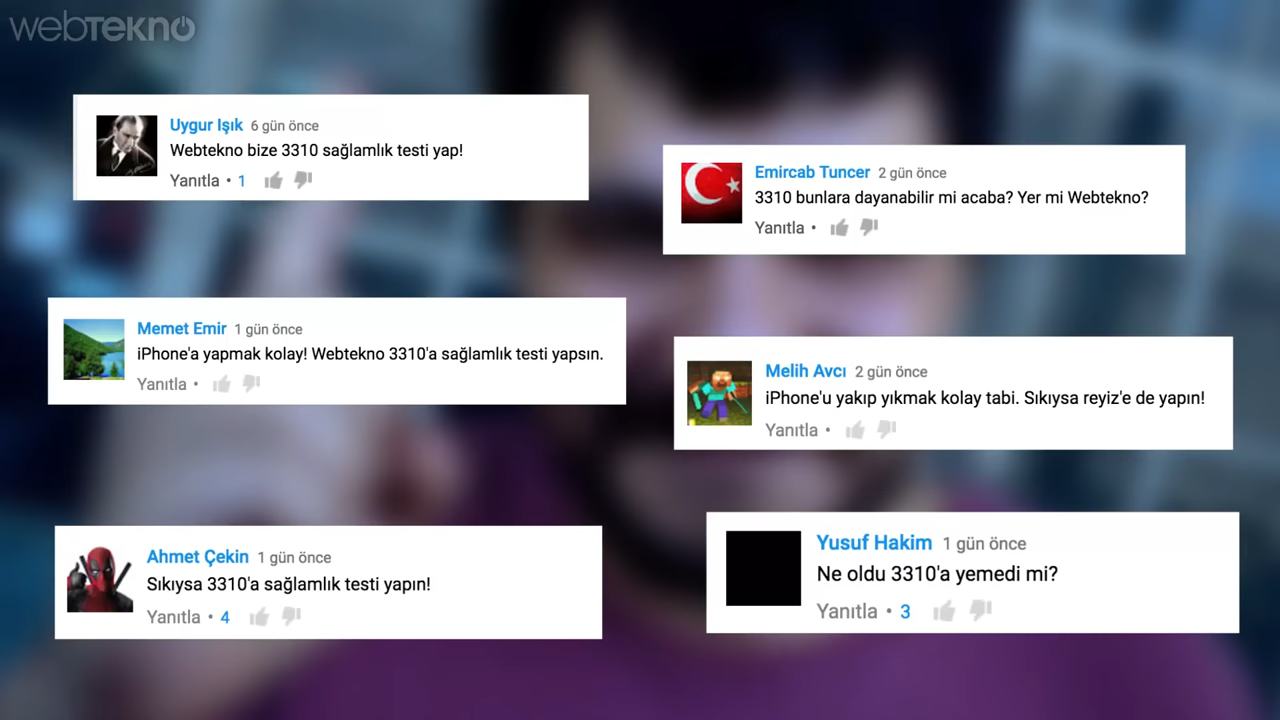 webTEKNO
Uygur Işık 6 gün önce
Webtekno bize 3310 sağlamlık testi yap!
Yanıtla • 1
Emircab Tuncer 2 gün önce
3310 bunlara dayanabilir mi acaba? Yer mi Webtekno?
Yanıtla •
Memet Emir 1 gün önce
iPhone'a yapmak kolay! Webtekno 3310'a sağlamlık testi yapsın.
Yanıtla •
Melih Avcı 2 gün önce
iPhone'u yakıp yıkmak kolay tabi. Sıkıysa reyiz'e de yapın!
Yanıtla •
Ahmet Çekin 1 gün önce
Sıkıysa 3310'a sağlamlık testi yapın!
Yanıtla • 4
Yusuf Hakim 1 gün önce
Ne oldu 3310'a yemedi mi?
Yanıtla • 3